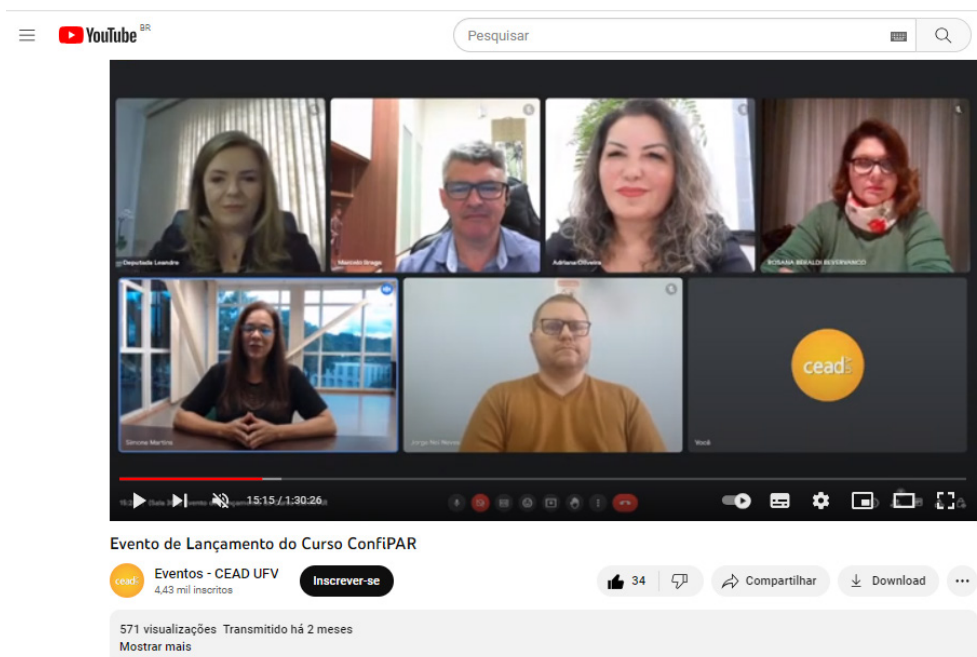 YouTube BR
Pesquisar
Deputada Leandre
Marcelo Braga
Adriana Oliveira
ROSANA BERALDI BEVERVANÇO
Simone Martins
Jorge Nei Neves
Você
cead
15:15 / 1:30:26
Evento de Lançamento do Curso ConfiPAR
cead
Eventos - CEAD UFV
4,43 mil inscritos
Inscrever-se
34
Compartilhar
Download
571 visualizações Transmitido há 2 meses
Mostrar mais